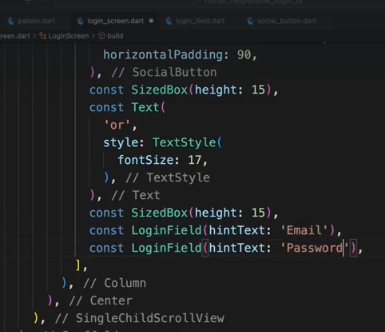 pallete.dart login_screen.dart login_field.dart social_button.dart
reen.dart > LoginScreen > build
horizontalPadding: 90,
), // SocialButton
const SizedBox(height: 15),
const Text(
'or',
style: TextStyle(
fontSize: 17,
), // TextStyle
), // Text
const SizedBox(height: 15),
const LoginField(hintText: 'Email'),
const LoginField(hintText: 'Password'),
],
), // Column
), // Center
), // SingleChildScrollView